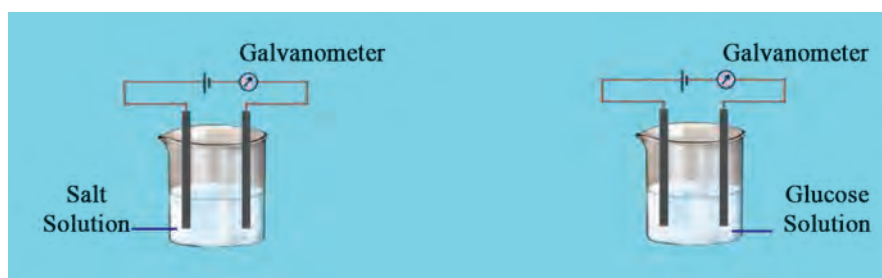 Galvanometer
Galvanometer
Salt
Solution
Glucose
Solution